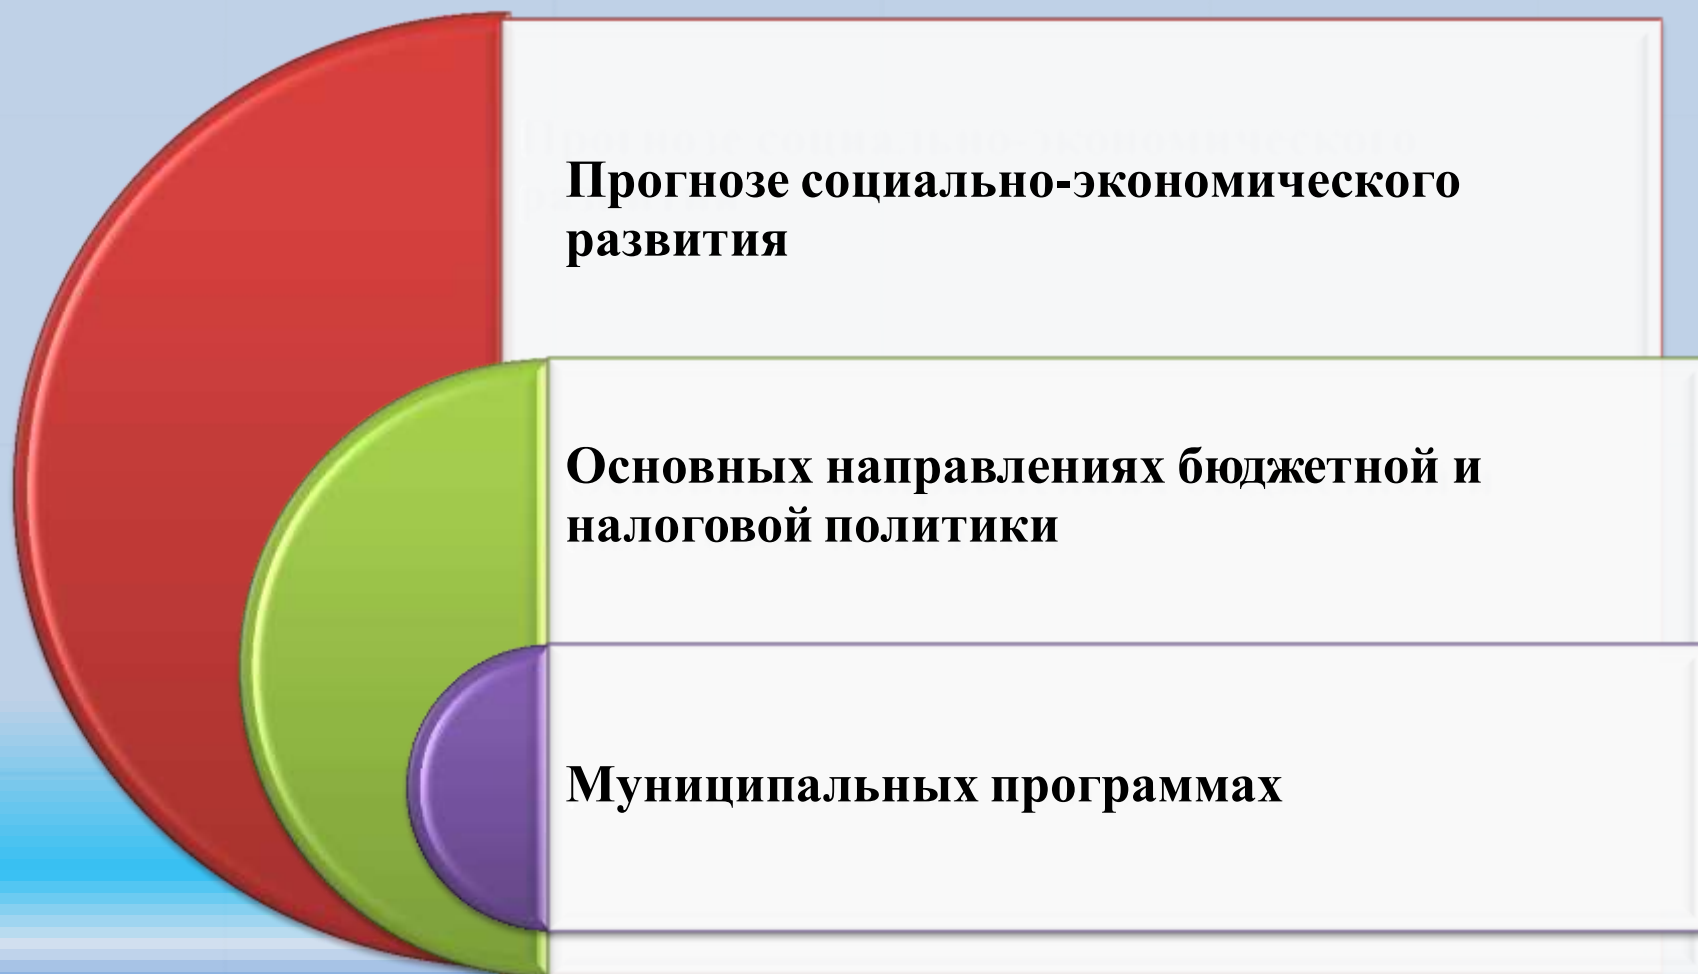 Прогнозе социально-экономического
развития
Основных направлениях бюджетной и
налоговой политики
Муниципальных программах